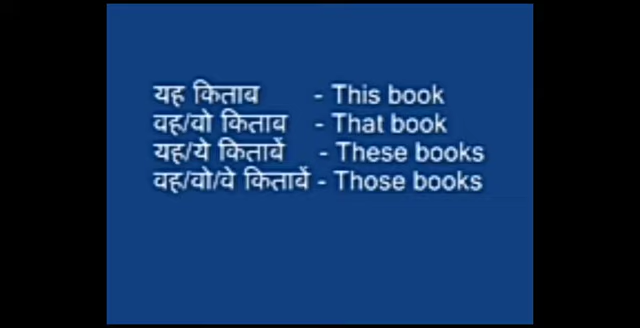 यह किताब - This book
वह/वो किताब - That book
यह/ये किताबें - These books
वह/वो/वे किताबें - Those books